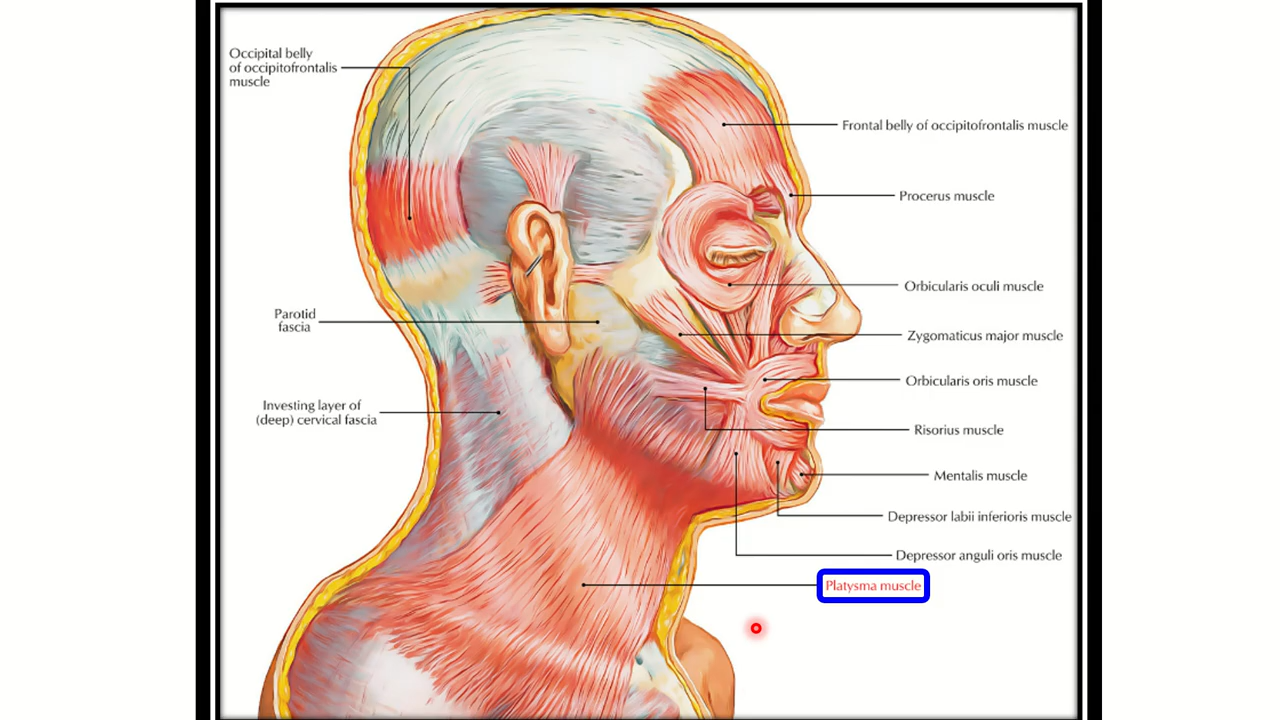 Occipital belly
of occipitofrontalis
muscle
Frontal belly of occipitofrontalis muscle
Procerus muscle
Orbicularis oculi muscle
Parotid
fascia
Zygomaticus major muscle
Orbicularis oris muscle
Investing layer of
(deep) cervical fascia
Risorius muscle
Mentalis muscle
Depressor labii inferioris muscle
Depressor anguli oris muscle
Platysma muscle